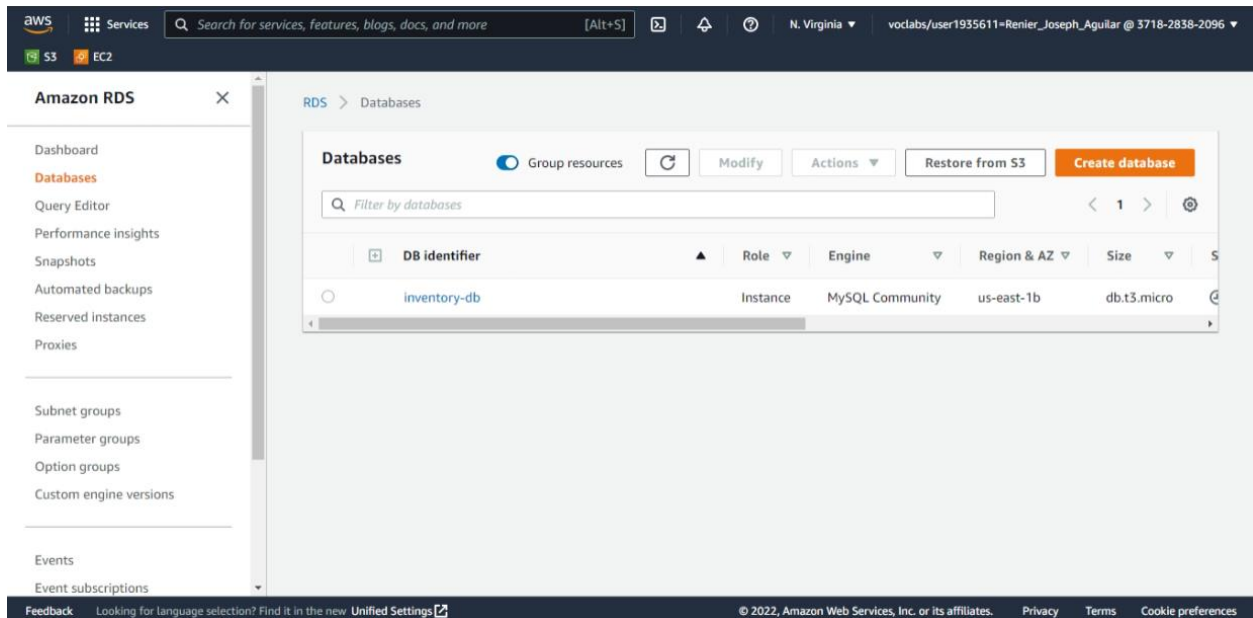 aws Services Search for services, features, blogs, docs, and more [Alt+S] N. Virginia ▼ voclabs/user1935611=Renier_Joseph_Aguilar @ 3718-2838-2096 ▼
S3 EC2
Amazon RDS
Dashboard
Databases
Query Editor
Performance insights
Snapshots
Automated backups
Reserved instances
Proxies
Subnet groups
Parameter groups
Option groups
Custom engine versions
Events
Event subscriptions
RDS > Databases
Databases Group resources Modify Actions ▼ Restore from S3 Create database
Filter by databases < 1 >
DB identifier ▲ Role Engine Region & AZ Size S
inventory-db Instance MySQL Community us-east-1b db.t3.micro
Feedback Looking for language selection? Find it in the new Unified Settings © 2022, Amazon Web Services, Inc. or its affiliates. Privacy Terms Cookie preferences